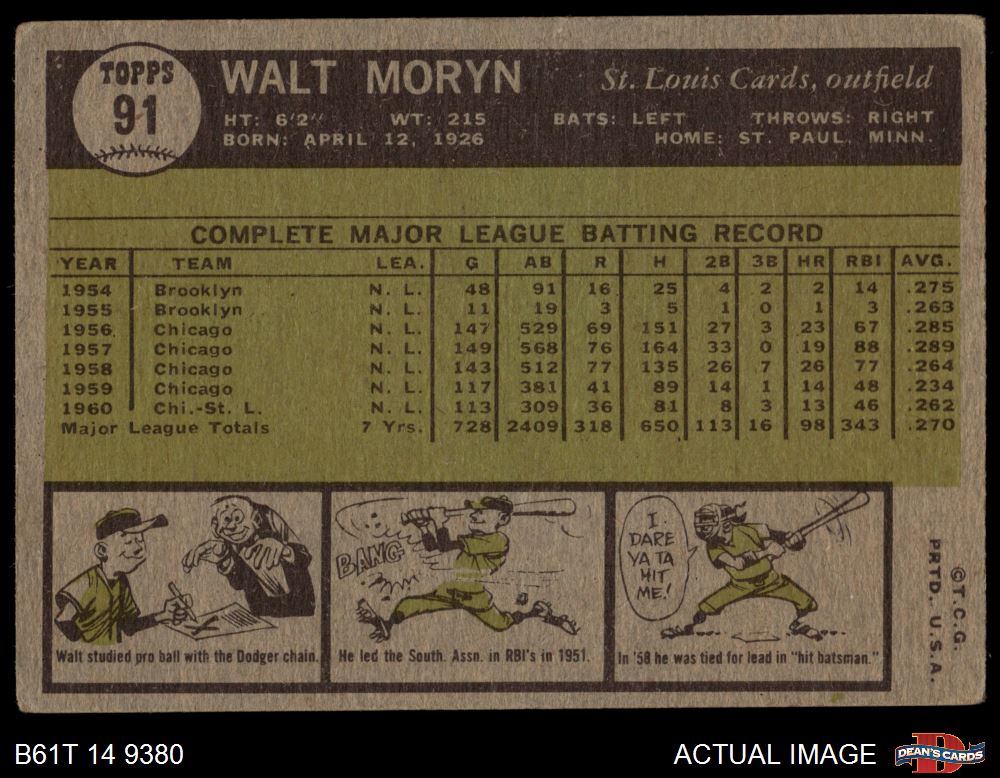 TOPPS
91
WALT MORYN
St. Louis Cards, outfield
HT: 6'2" WT: 215 BATS: LEFT THROWS: RIGHT
BORN: APRIL 12, 1926 HOME: ST. PAUL, MINN.
COMPLETE MAJOR LEAGUE BATTING RECORD
YEAR TEAM LEA. G AB R H 2B 3B HR RBI AVG.
1954 Brooklyn N. L. 48 91 16 25 4 2 2 14 .275
1955 Brooklyn N. L. 11 19 3 5 1 0 1 3 .263
1956 Chicago N. L. 147 529 69 151 27 3 23 67 .285
1957 Chicago N. L. 149 568 76 164 33 0 19 88 .289
1958 Chicago N. L. 143 512 77 135 26 7 26 77 .264
1959 Chicago N. L. 117 381 41 89 14 1 14 48 .234
1960 Chi.-St. L. N. L. 113 309 36 81 8 3 13 46 .262
Major League Totals 7 Yrs. 728 2409 318 650 113 16 98 343 .270
Walt studied pro ball with the Dodger chain.
BANG
He led the South. Assn. in RBI's in 1951.
I
DARE
YA TA
HIT
ME!
In '58 he was tied for lead in "hit batsman."
©T.C.G.
PRTD. U.S.A.
B61T 14 9380
ACTUAL IMAGE
DEAN'S CARDS